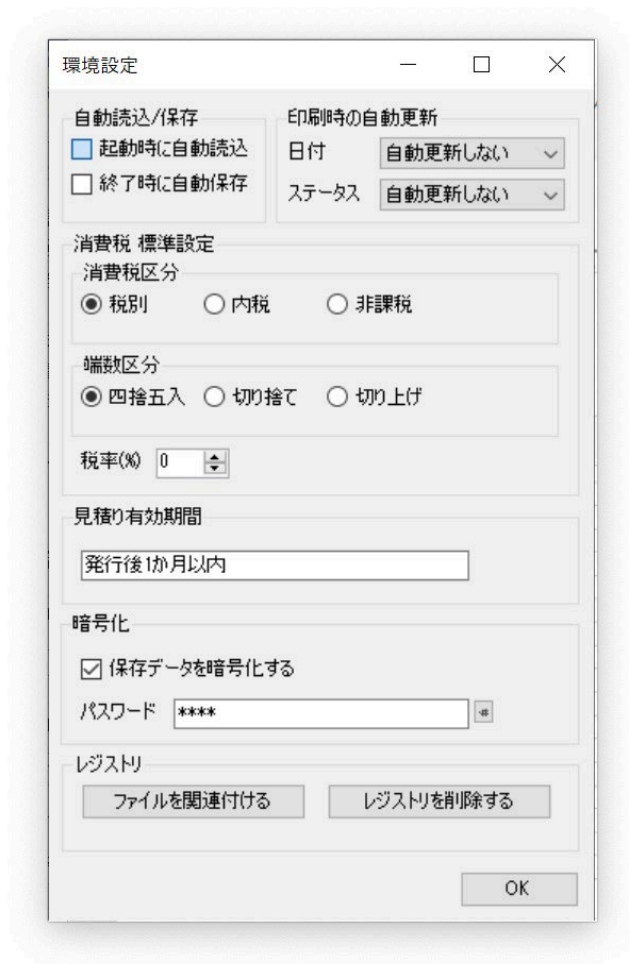 環境設定
自動読込/保存
起動時に自動読込
終了時に自動保存
印刷時の自動更新
日付 自動更新しない
ステータス 自動更新しない
消費税 標準設定
消費税区分
税別 内税 非課税
端数区分
四捨五入 切り捨て 切り上げ
税率(%) 0
見積り有効期間
発行後1か月以内
暗号化
保存データを暗号化する
パスワード ****
レジストリ
ファイルを関連付ける レジストリを削除する
OK